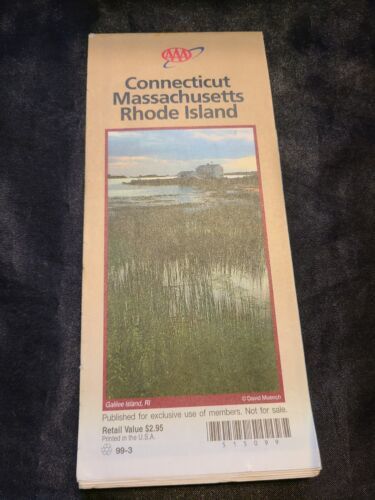 AAA
Connecticut
Massachusetts
Rhode Island
Galilee Island, RI
© David Muench
Published for exclusive use of members. Not for sale.
Retail Value $2.95
Printed in the U.S.A.
99-3
515099